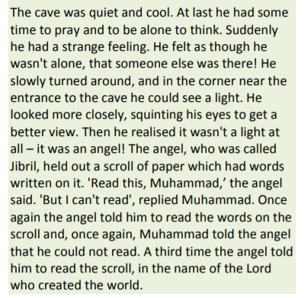 The cave was quiet and cool. At last he had some
time to pray and to be alone to think. Suddenly
he had a strange feeling. He felt as though he
wasn't alone, that someone else was there! He
slowly turned around, and in the corner near the
entrance to the cave he could see a light. He
looked more closely, squinting his eyes to get a
better view. Then he realised it wasn't a light at
all – it was an angel! The angel, who was called
Jibril, held out a scroll of paper which had words
written on it. 'Read this, Muhammad,' the angel
said. 'But I can't read', replied Muhammad. Once
again the angel told him to read the words on the
scroll and, once again, Muhammad told the angel
that he could not read. A third time the angel told
him to read the scroll, in the name of the Lord
who created the world.